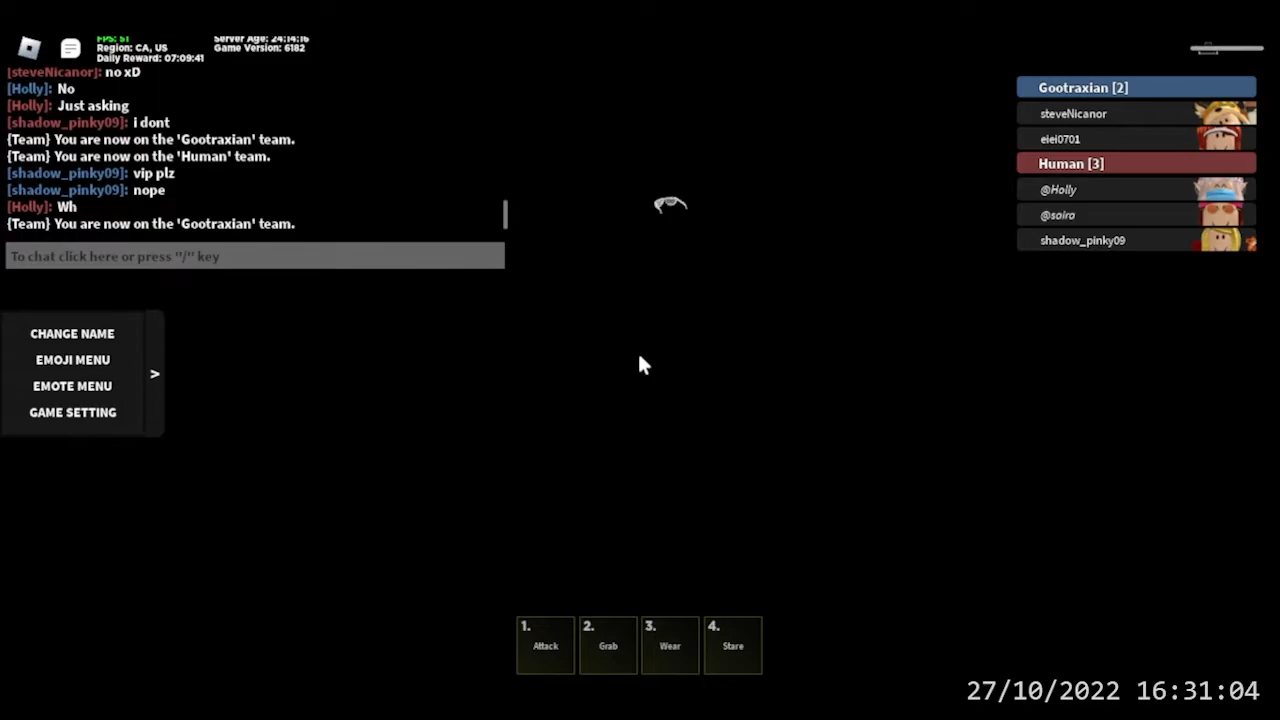 FPS: 51
Region: CA, US
Daily Reward: 07:09:41
Server Age: 24:14:16
Game Version: 6182
[steveNicanor]: no xD
[Holly]: No
[Holly]: Just asking
[shadow_pinky09]: i dont
{Team} You are now on the 'Gootraxian' team.
{Team} You are now on the 'Human' team.
[shadow_pinky09]: vip plz
[shadow_pinky09]: nope
[Holly]: Wh
{Team} You are now on the 'Gootraxian' team.
To chat click here or press "/" key
CHANGE NAME
EMOJI MENU
EMOTE MENU
GAME SETTING
>
Gootraxian [2]
steveNicanor
eiei0701
Human [3]
@Holly
@saira
shadow_pinky09
1.
Attack
2.
Grab
3.
Wear
4.
Stare
27/10/2022 16:31:04